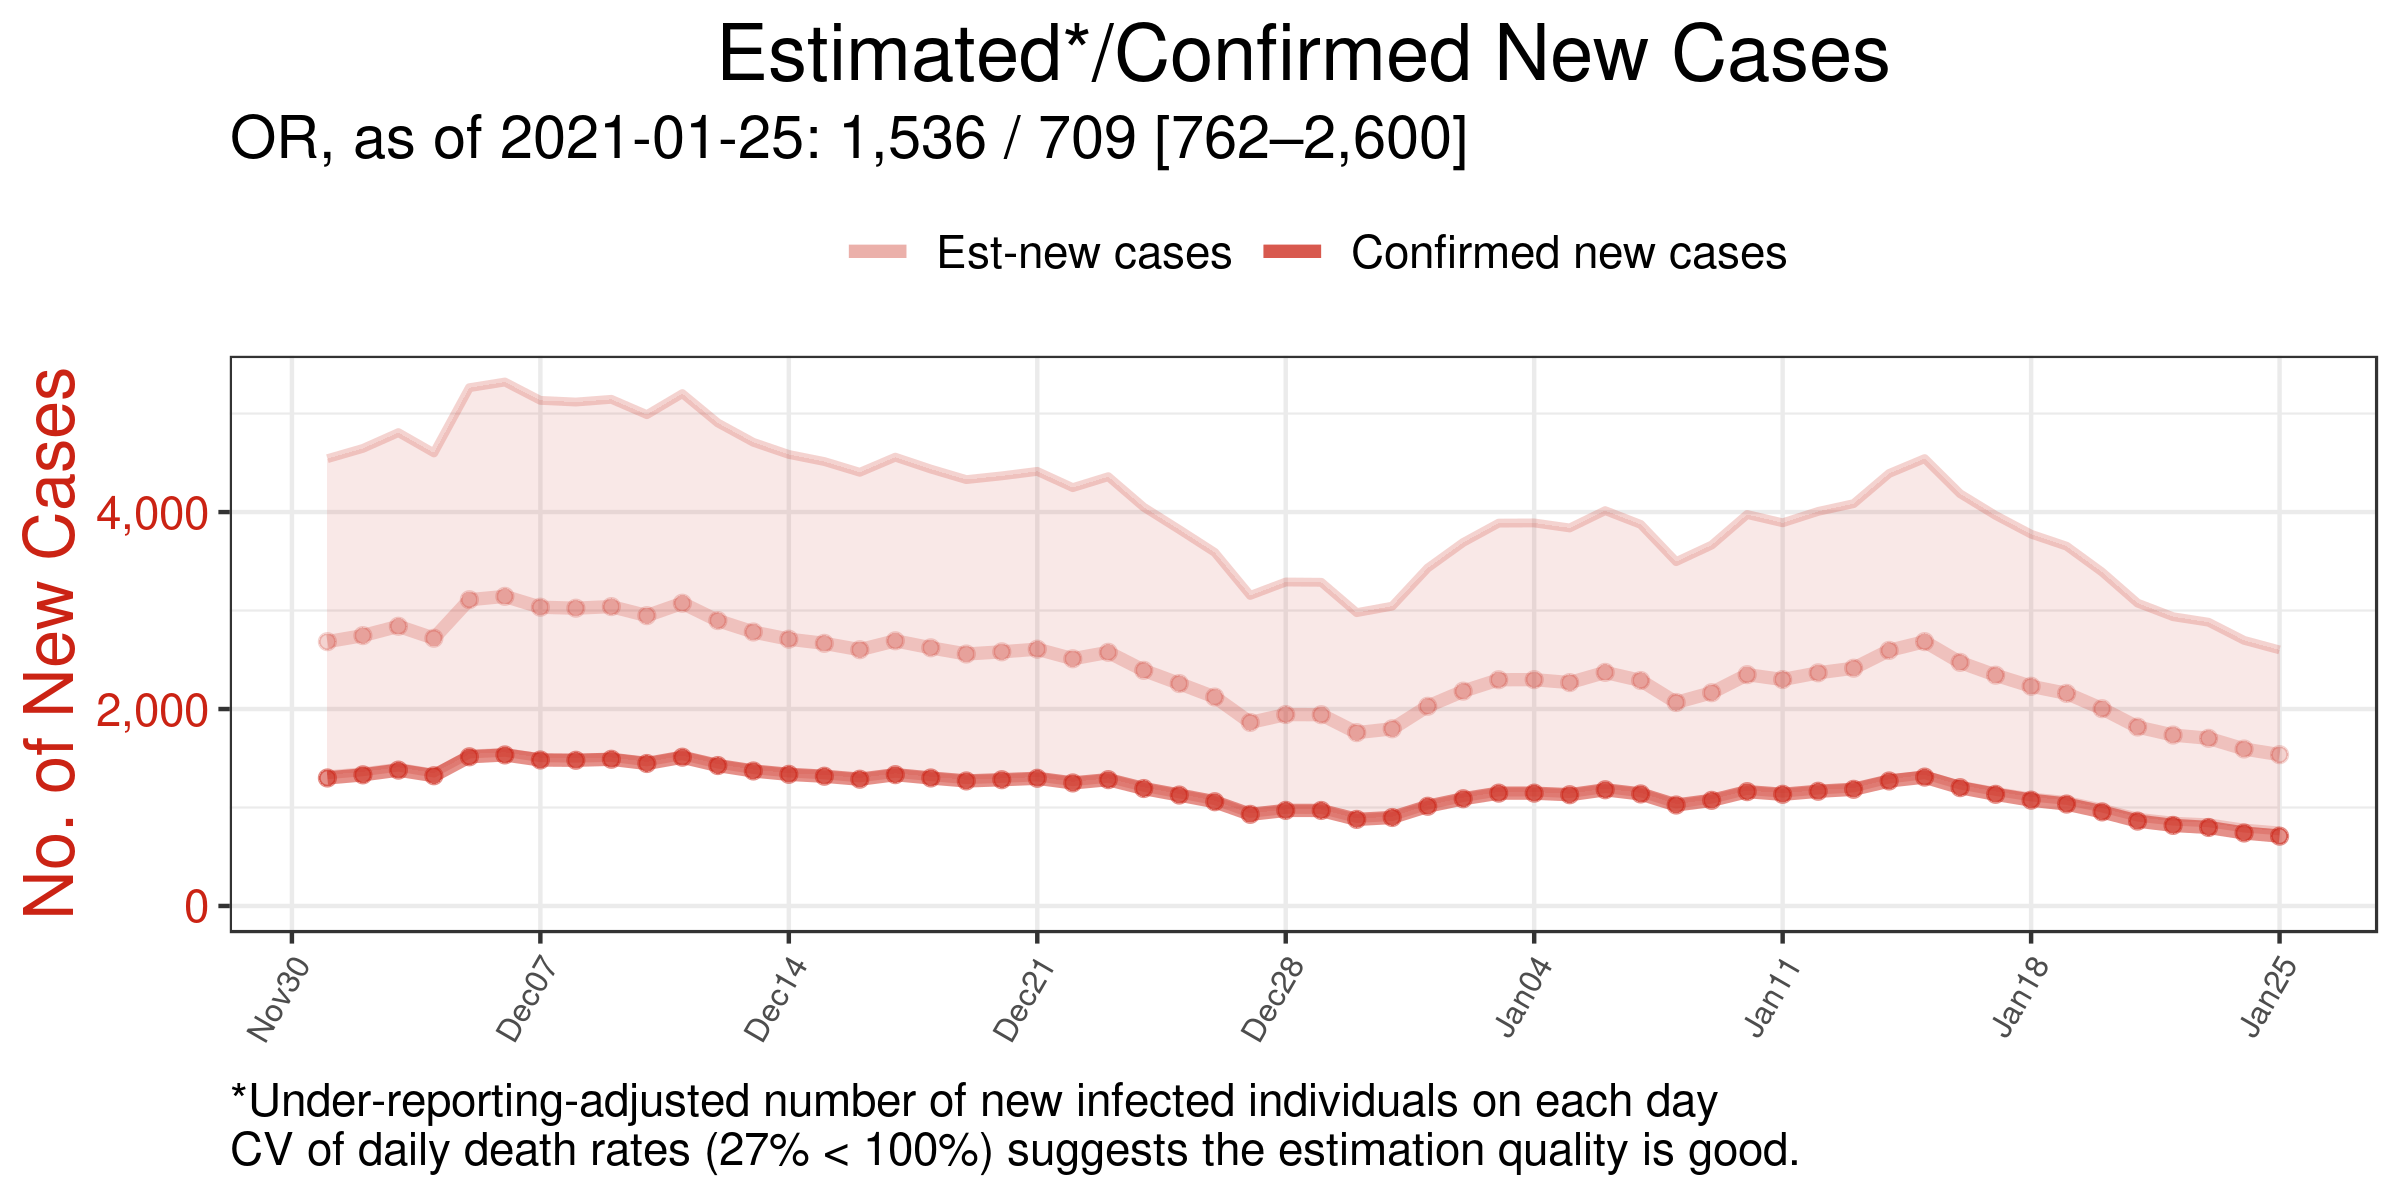 Estimated*/Confirmed New Cases
OR, as of 2021-01-25: 1,536 / 709 [762–2,600]
Est-new cases
Confirmed new cases
No. of New Cases
4,000
2,000
0
Nov30
Dec07
Dec14
Dec21
Dec28
Jan04
Jan11
Jan18
Jan25
*Under-reporting-adjusted number of new infected individuals on each day
CV of daily death rates (27% < 100%) suggests the estimation quality is good.